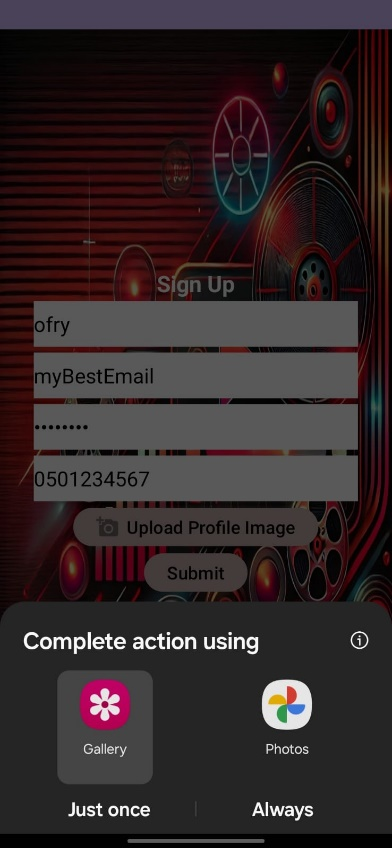 Sign Up
ofry
myBestEmail
••••••••
0501234567
Upload Profile Image
Submit
Complete action using
Gallery
Photos
Just once
Always